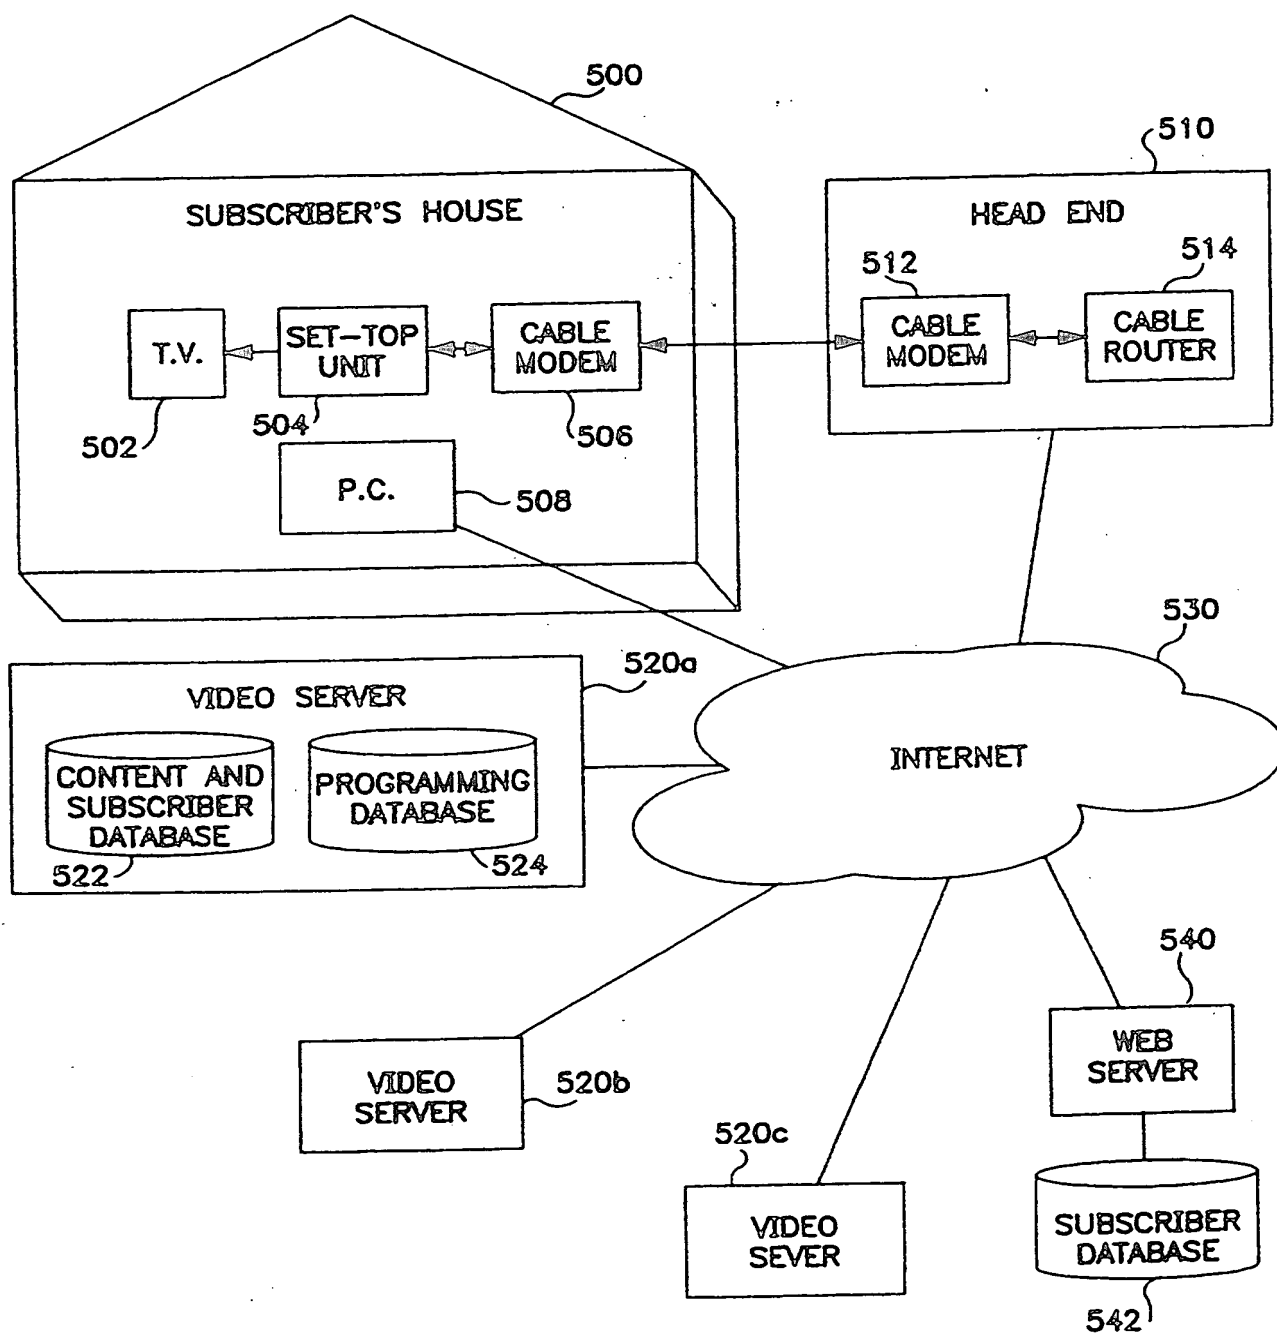 500
510
SUBSCRIBER'S HOUSE
HEAD END
512
514
T.V.
SET-TOP
UNIT
CABLE
MODEM
CABLE
MODEM
CABLE
ROUTER
502
504
506
P.C.
508
530
520a
VIDEO SERVER
CONTENT AND
SUBSCRIBER
DATABASE
PROGRAMMING
DATABASE
522
524
INTERNET
540
WEB
SERVER
VIDEO
SERVER
520b
520c
VIDEO
SEVER
SUBSCRIBER
DATABASE
542